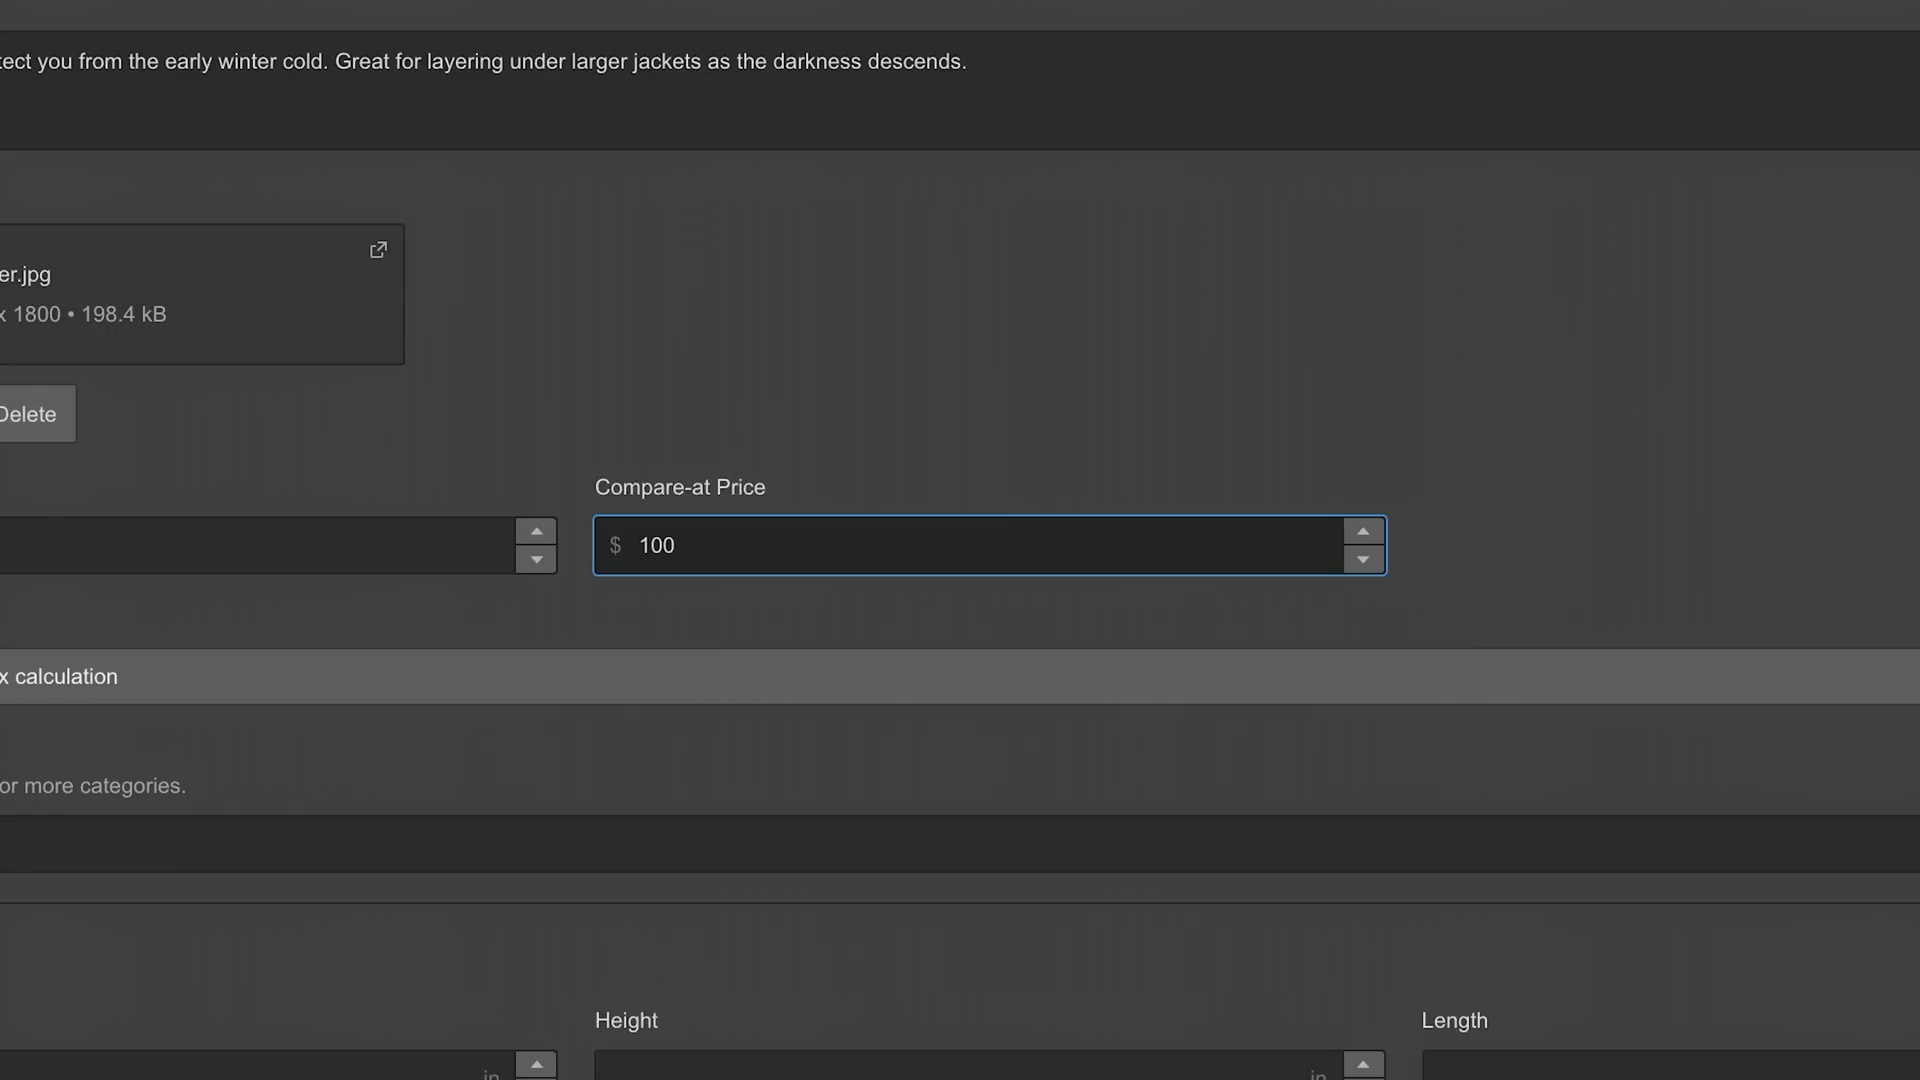 tect you from the early winter cold. Great for layering under larger jackets as the darkness descends.
er.jpg
x 1800 • 198.4 kB
Delete
Compare-at Price
$ 100
x calculation
or more categories.
Height
Length
in
in